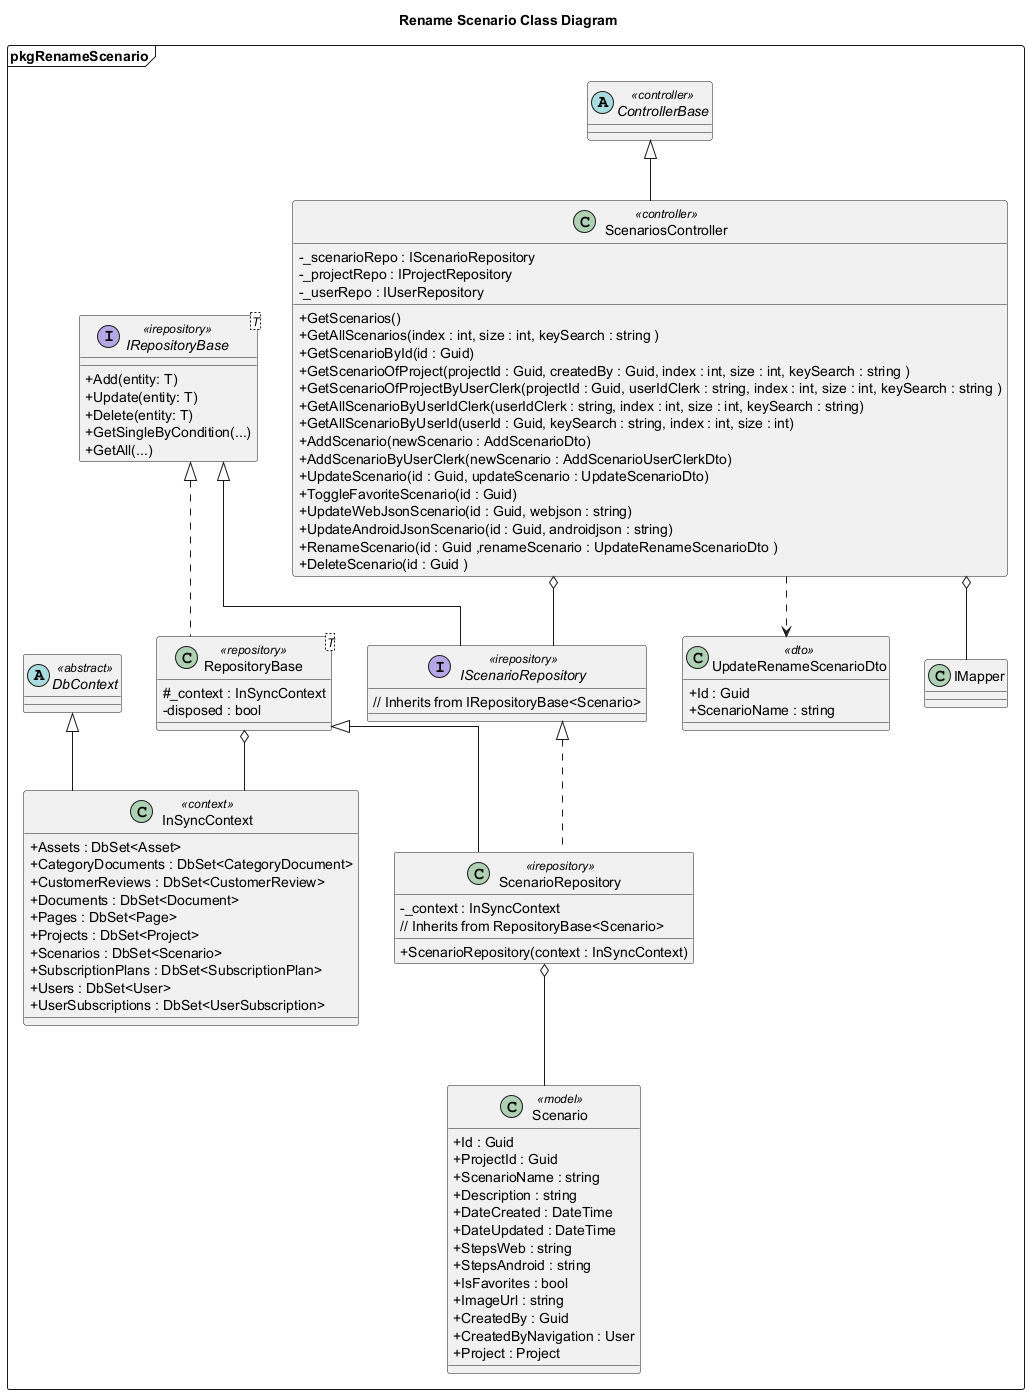 Rename Scenario Class Diagram
pkgRenameScenario
A
«controller»
ControllerBase
C
«controller»
ScenariosController
-_scenarioRepo : IScenarioRepository
-_projectRepo : IProjectRepository
-_userRepo : IUserRepository
+GetScenarios()
+GetAllScenarios(index : int, size : int, keySearch : string )
+GetScenarioById(id : Guid)
+GetScenarioOfProject(projectId : Guid, createdBy : Guid, index : int, size : int, keySearch : string )
+GetScenarioOfProjectByUserClerk(projectId : Guid, userIdClerk : string, index : int, size : int, keySearch : string )
+GetAllScenarioByUserIdClerk(userIdClerk : string, index : int, size : int, keySearch : string)
+GetAllScenarioByUserId(userId : Guid, keySearch : string, index : int, size : int)
+AddScenario(newScenario : AddScenarioDto)
+AddScenarioByUserClerk(newScenario : AddScenarioUserClerkDto)
+UpdateScenario(id : Guid, updateScenario : UpdateScenarioDto)
+ToggleFavoriteScenario(id : Guid)
+UpdateWebJsonScenario(id : Guid, webjson : string)
+UpdateAndroidJsonScenario(id : Guid, androidjson : string)
+RenameScenario(id : Guid ,renameScenario : UpdateRenameScenarioDto )
+DeleteScenario(id : Guid )
I
«irepository»
IRepositoryBase
T
+Add(entity: T)
+Update(entity: T)
+Delete(entity: T)
+GetSingleByCondition(...)
+GetAll(...)
A
«abstract»
DbContext
C
«repository»
RepositoryBase
T
#_context : InSyncContext
-disposed : bool
I
«irepository»
IScenarioRepository
// Inherits from IRepositoryBase<Scenario>
C
«dto»
UpdateRenameScenarioDto
+Id : Guid
+ScenarioName : string
C
IMapper
C
«context»
InSyncContext
+Assets : DbSet<Asset>
+CategoryDocuments : DbSet<CategoryDocument>
+CustomerReviews : DbSet<CustomerReview>
+Documents : DbSet<Document>
+Pages : DbSet<Page>
+Projects : DbSet<Project>
+Scenarios : DbSet<Scenario>
+SubscriptionPlans : DbSet<SubscriptionPlan>
+Users : DbSet<User>
+UserSubscriptions : DbSet<UserSubscription>
C
«irepository»
ScenarioRepository
-_context : InSyncContext
// Inherits from RepositoryBase<Scenario>
+ScenarioRepository(context : InSyncContext)
C
«model»
Scenario
+Id : Guid
+ProjectId : Guid
+ScenarioName : string
+Description : string
+DateCreated : DateTime
+DateUpdated : DateTime
+StepsWeb : string
+StepsAndroid : string
+IsFavorites : bool
+ImageUrl : string
+CreatedBy : Guid
+CreatedByNavigation : User
+Project : Project